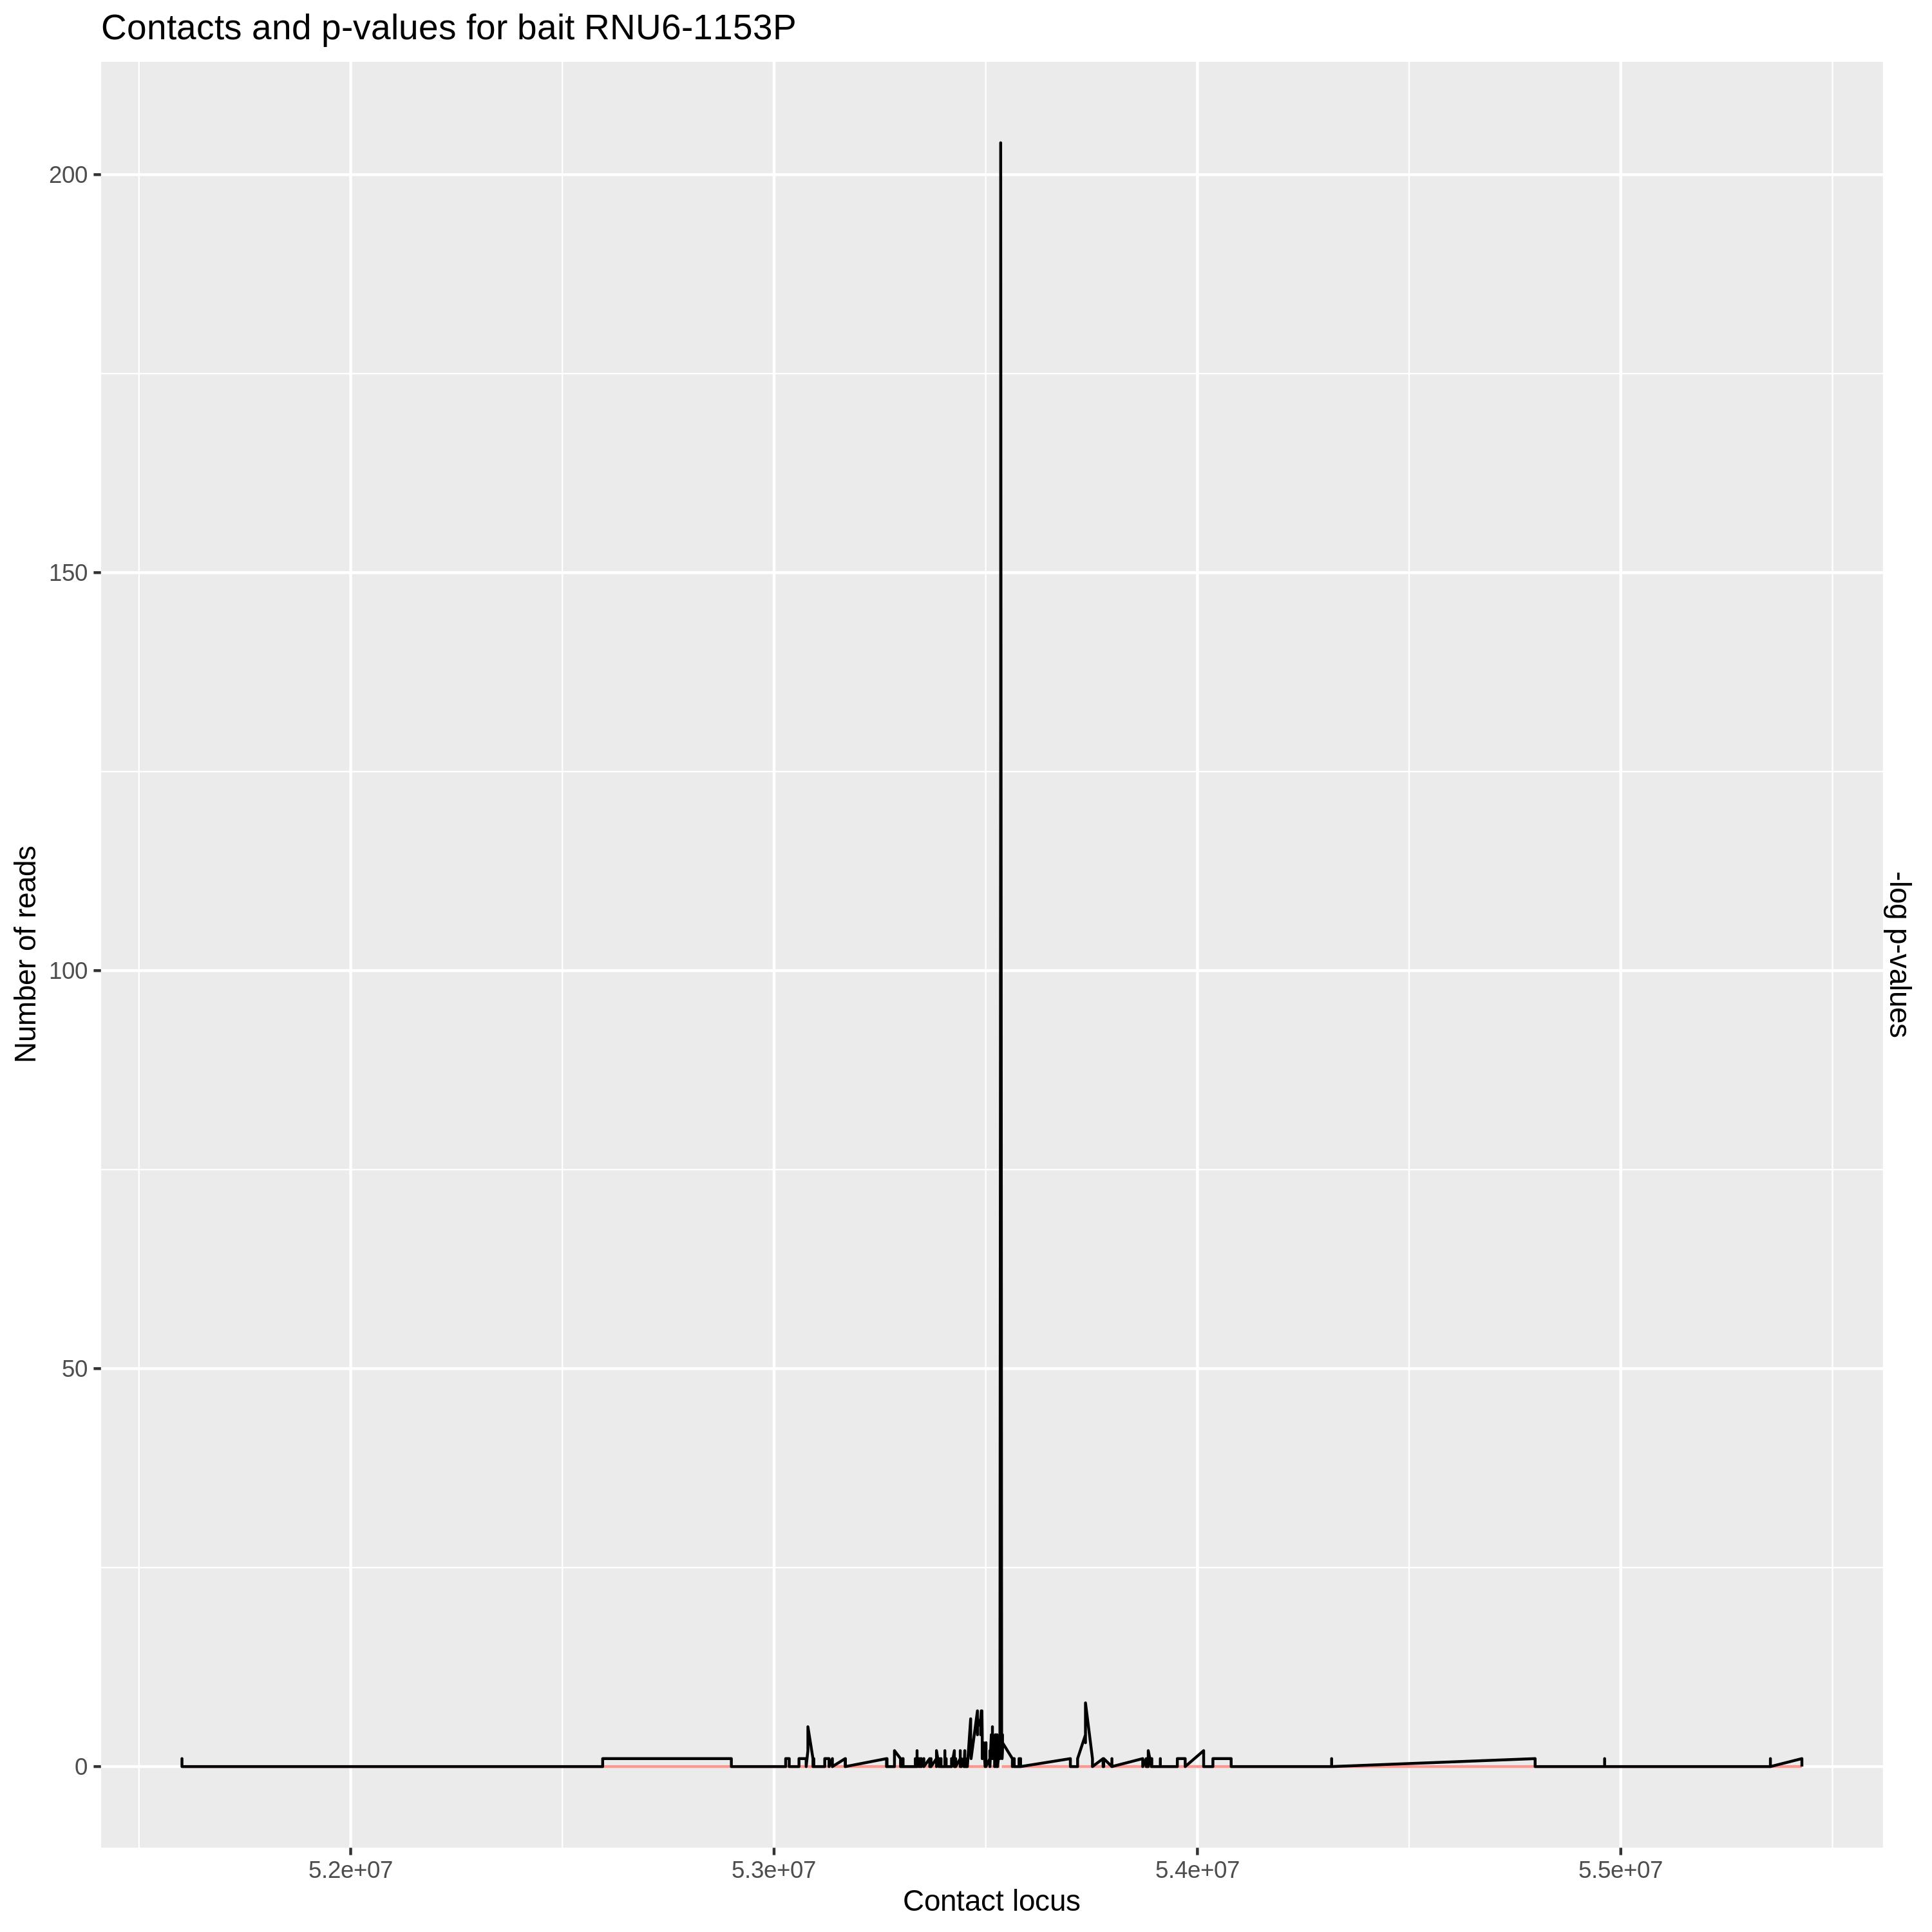 Contacts and p-values for bait RNU6-1153P
200
150
100
50
0
Number of reads
-log p-values
5.2e+07
5.3e+07
5.4e+07
5.5e+07
Contact locus